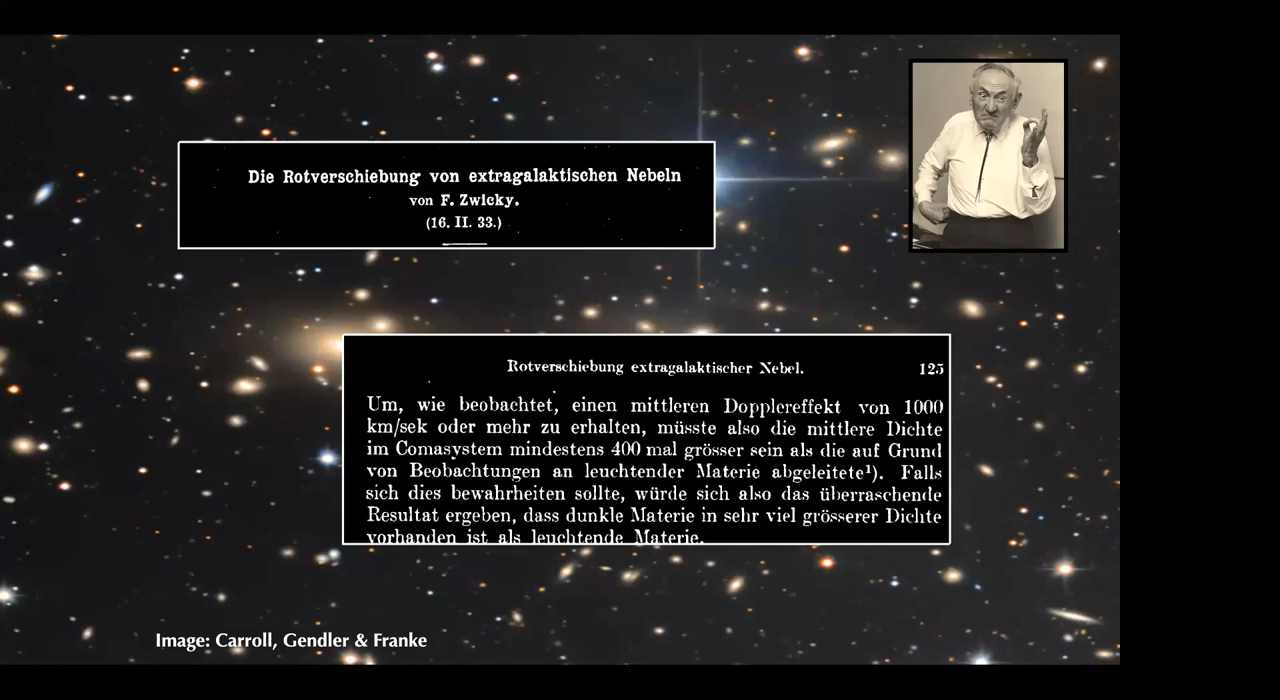 Die Rotverschiebung von extragalaktischen Nebeln
von F. Zwicky.
(16. II. 33.)
Rotverschiebung extragalaktischer Nebel. 125
Um, wie beobachtet, einen mittleren Dopplereffekt von 1000
km/sek oder mehr zu erhalten, müsste also die mittlere Dichte
im Comasystem mindestens 400 mal grösser sein als die auf Grund
von Beobachtungen an leuchtender Materie abgeleitete¹). Falls
sich dies bewahrheiten sollte, würde sich also das überraschende
Resultat ergeben, dass dunkle Materie in sehr viel grösserer Dichte
vorhanden ist als leuchtende Materie.
Image: Carroll, Gendler & Franke